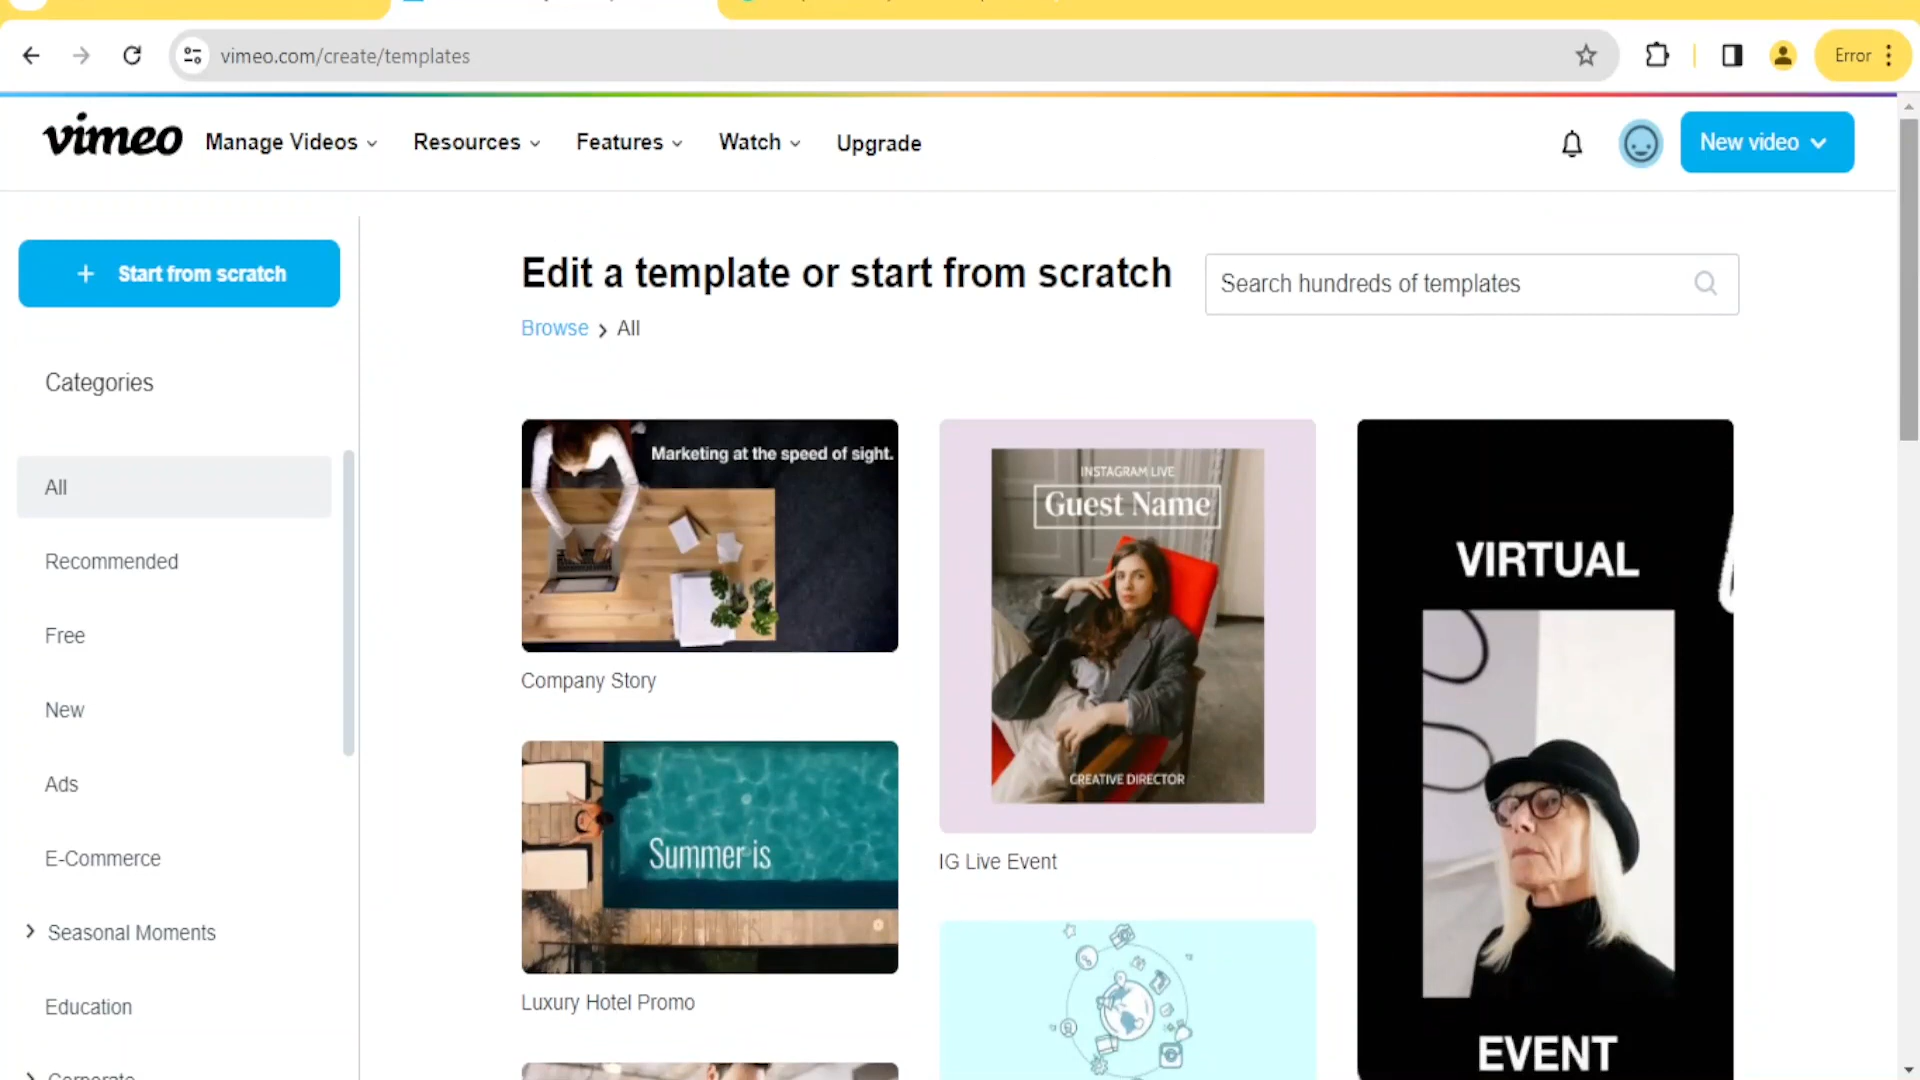 vimeo.com/create/templates
Error
vimeo
Manage Videos
Resources
Features
Watch
Upgrade
New video
+ Start from scratch
Edit a template or start from scratch
Search hundreds of templates
Browse > All
Categories
All
Recommended
Free
New
Ads
E-Commerce
> Seasonal Moments
Education
Corporate
Marketing at the speed of sight.
Company Story
Summer is
Luxury Hotel Promo
INSTAGRAM LIVE
Guest Name
CREATIVE DIRECTOR
IG Live Event
VIRTUAL
EVENT